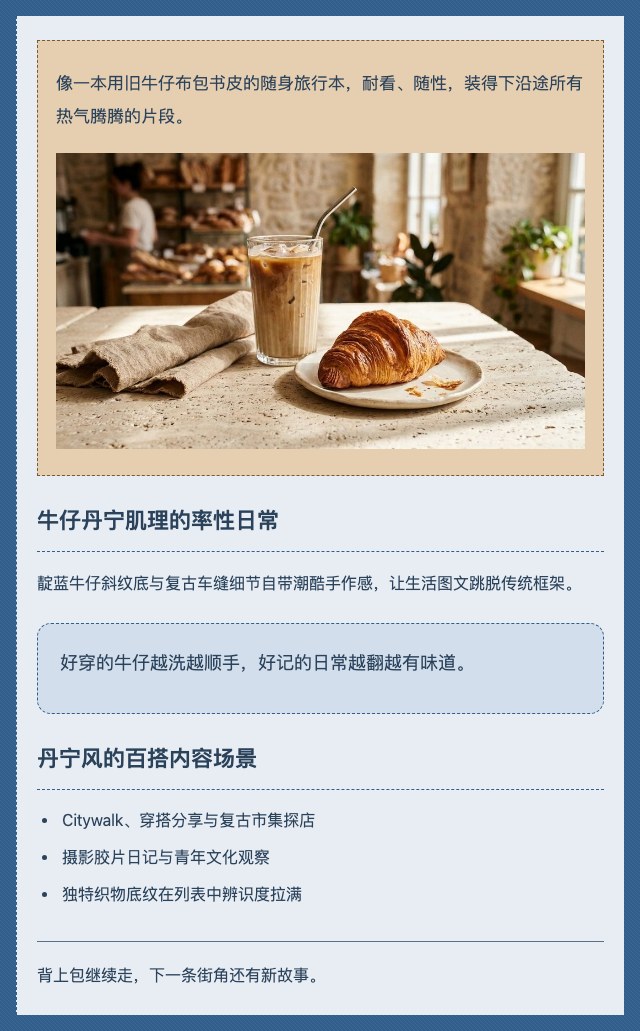 像一本用旧牛仔布包书皮的随身旅行本，耐看、随性，装得下沿途所有
热气腾腾的片段。
牛仔丹宁肌理的率性日常
靛蓝牛仔斜纹底与复古车缝细节自带潮酷手作感，让生活图文跳脱传统框架。
好穿的牛仔越洗越顺手，好记的日常越翻越有味道。
丹宁风的百搭内容场景
• Citywalk、穿搭分享与复古市集探店
• 摄影胶片日记与青年文化观察
• 独特织物底纹在列表中辨识度拉满
背上包继续走，下一条街角还有新故事。